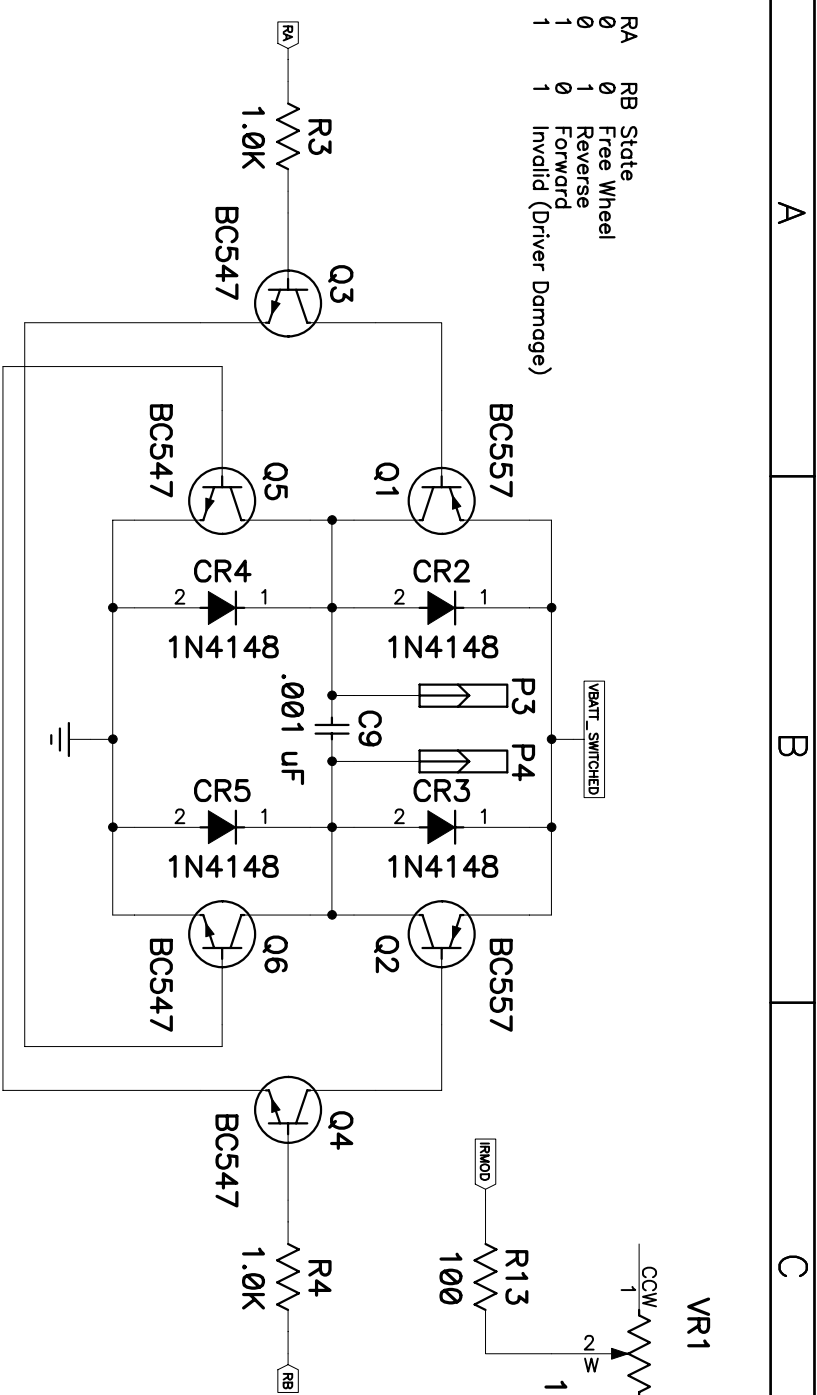 A
B
C
RA RB State
0 0 Free Wheel
0 1 Reverse
1 0 Forward
1 1 Invalid (Driver Damage)
RA
R3
1.0K
Q3
BC547
BC557
Q1
Q5
BC547
CR2
2 1
1N4148
CR4
2 1
1N4148
VBATT_SWITCHED
P3
P4
C9
.001 uF
CR3
2 1
1N4148
CR5
2 1
1N4148
BC557
Q2
Q6
BC547
Q4
BC547
R4
1.0K
RB
IRMOD
R13
100
VR1
CCW
1
2
W
1